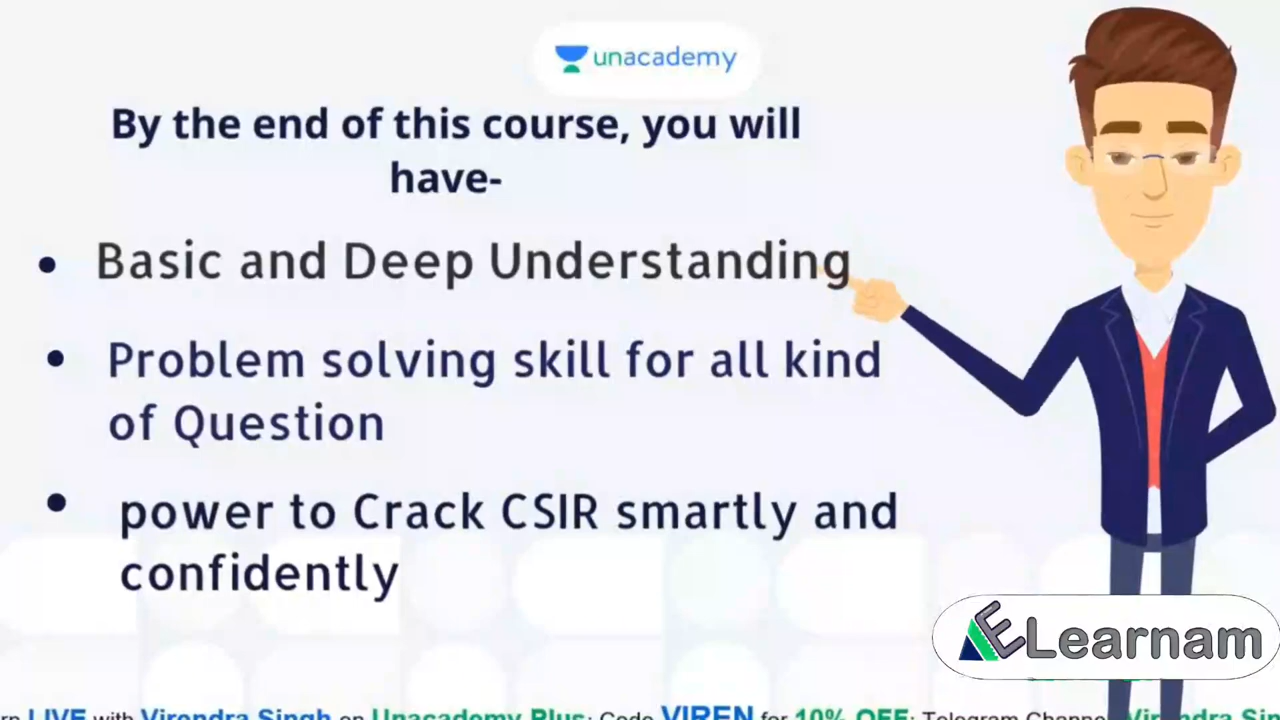 unacademy
By the end of this course, you will
have-
• Basic and Deep Understanding
• Problem solving skill for all kind
of Question
• power to Crack CSIR smartly and
confidently
ELearnam
LIVE with Virendra Singh on Unacademy Plus: Code VIREN for 10% OFF: Telegram Channel: